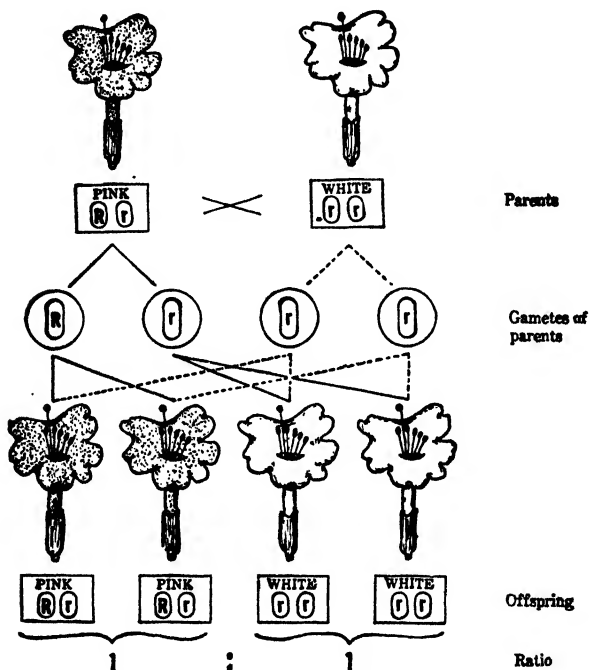 PINK WHITE
R r r r Parents
R r r r Gametes of
parents
PINK PINK WHITE WHITE
R r R r r r r r Offspring
1 : 1 Ratio